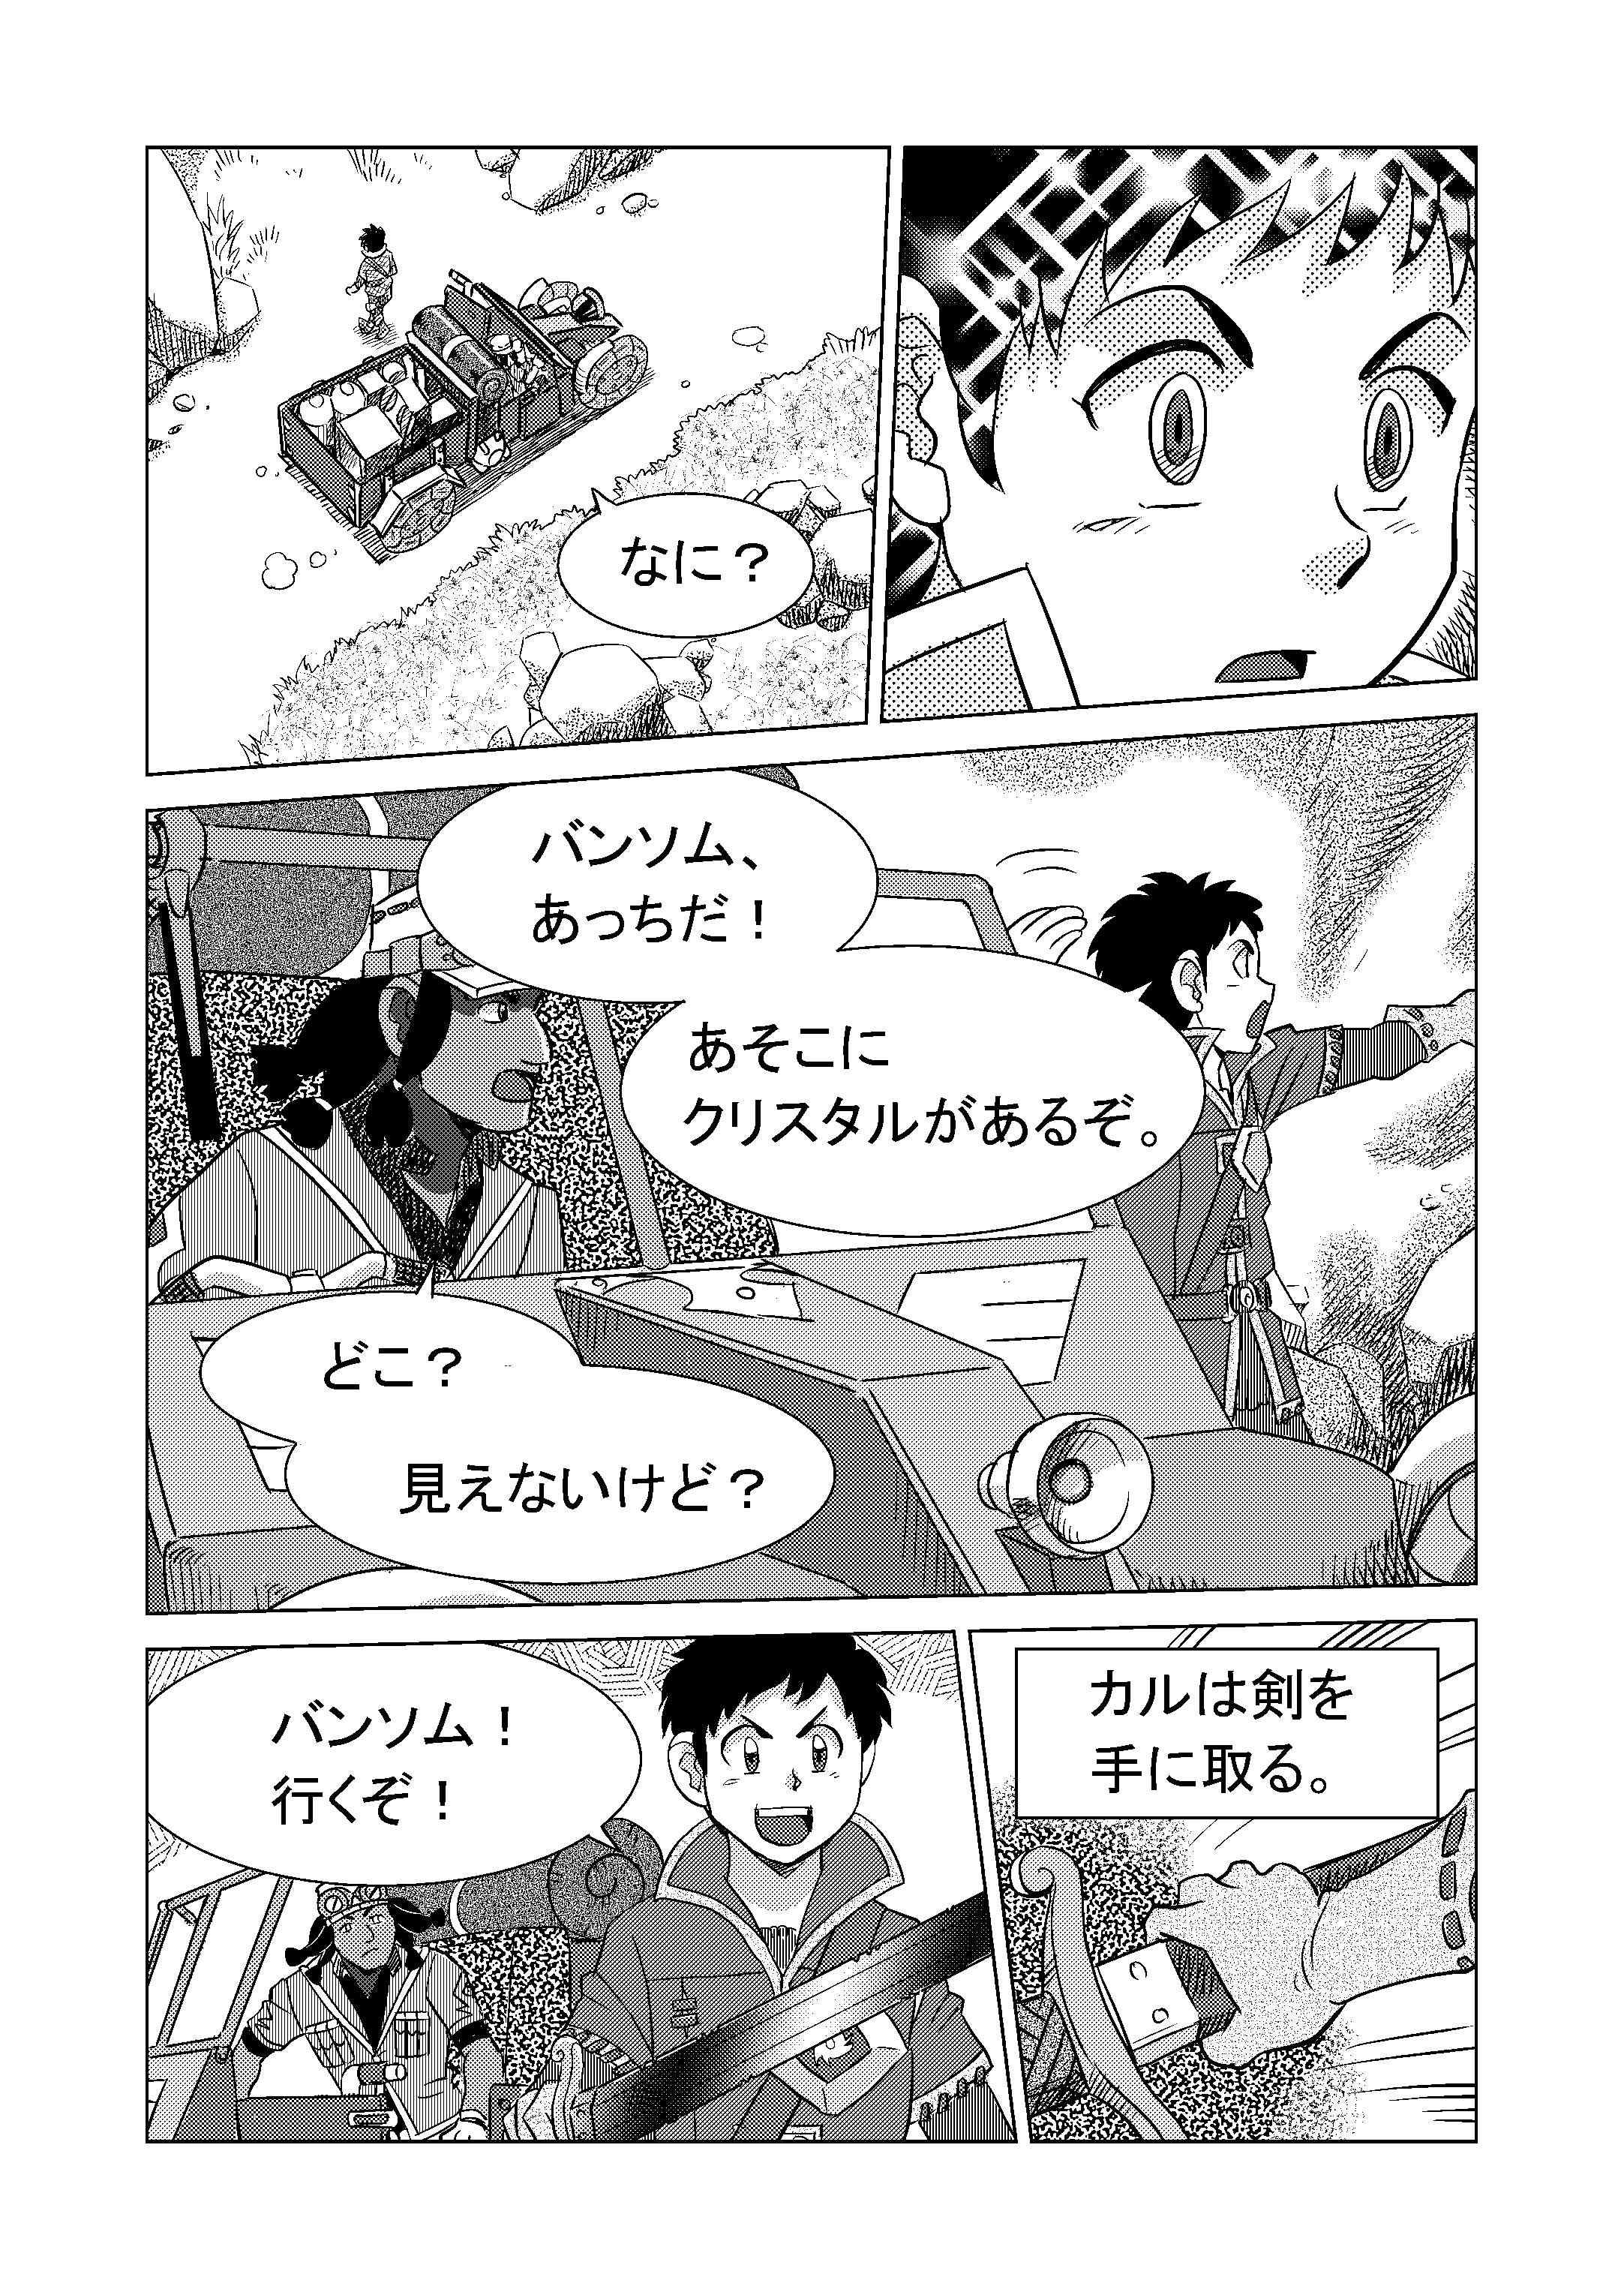 なに？
バンソム、
あっちだ！
あそこに
クリスタルがあるぞ。
どこ？
見えないけど？
カルは剣を
手に取る。
バンソム！
行くぞ！